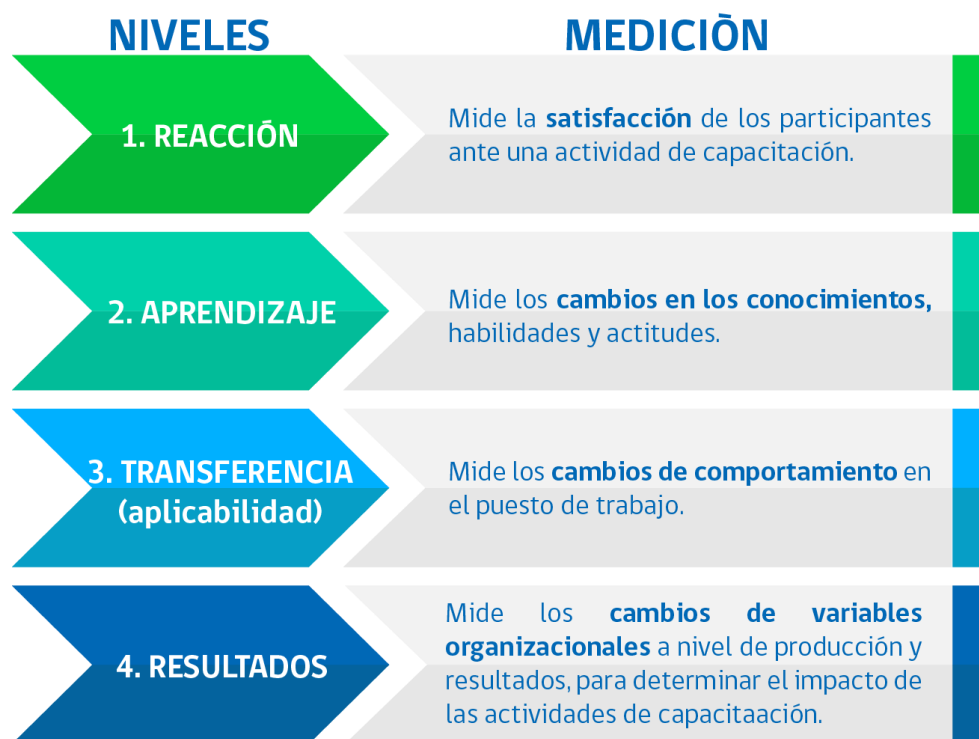 NIVELES
MEDICIÒN
1. REACCIÓN
Mide la satisfacción de los participantes
ante una actividad de capacitación.
2. APRENDIZAJE
Mide los cambios en los conocimientos,
habilidades y actitudes.
3. TRANSFERENCIA
(aplicabilidad)
Mide los cambios de comportamiento en
el puesto de trabajo.
4. RESULTADOS
Mide los cambios de variables
organizacionales a nivel de producción y
resultados, para determinar el impacto de
las actividades de capacitaación.